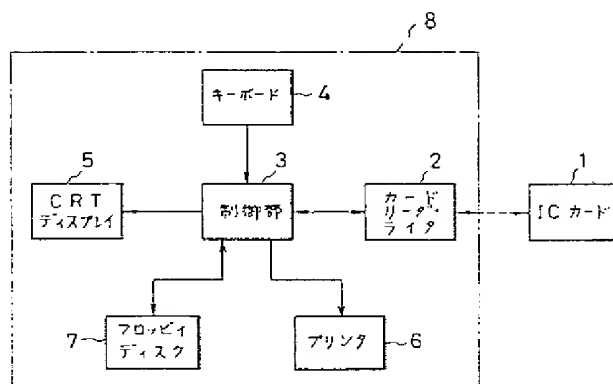 8
キーボード
4
5
CRT
ディスプレイ
3
制御部
2
カード
リーダ・
ライタ
1
ICカード
7
フロッピィ
ディスク
プリンタ
6